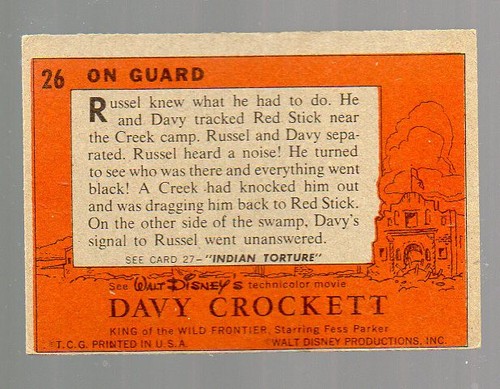 26 ON GUARD
Russel knew what he had to do. He
and Davy tracked Red Stick near
the Creek camp. Russel and Davy sepa-
rated. Russel heard a noise! He turned
to see who was there and everything went
black! A Creek had knocked him out
and was dragging him back to Red Stick.
On the other side of the swamp, Davy's
signal to Russel went unanswered.
SEE CARD 27–"INDIAN TORTURE"
See WALT DISNEY'S technicolor movie
DAVY CROCKETT
KING of the WILD FRONTIER, Starring Fess Parker
©T.C.G. PRINTED IN U.S.A. ©WALT DISNEY PRODUCTIONS, INC.